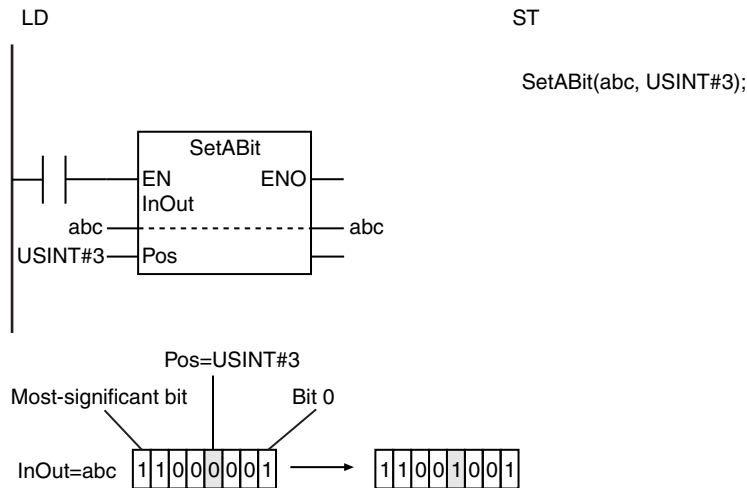 LD
ST
SetABit(abc, USINT#3);
SetABit
EN ENO
InOut
abc abc
USINT#3 Pos
Pos=USINT#3
Most-significant bit Bit 0
InOut=abc 1 1 0 0 0 0 0 1 1 1 0 0 1 0 0 1